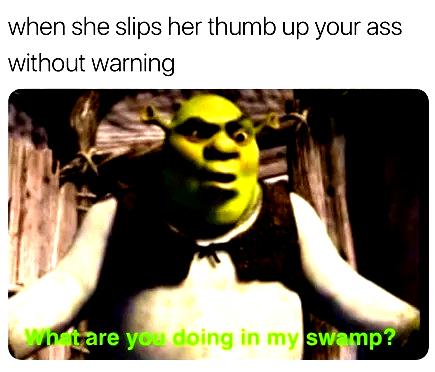 when she slips her thumb up your ass
without warning
What are you doing in my swamp?